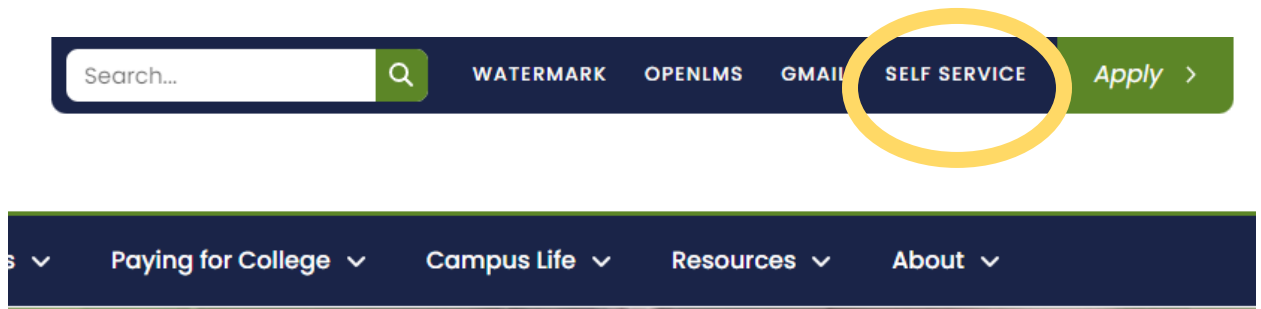 Search... WATERMARK OPENLMS GMAIL SELF SERVICE Apply >
s Paying for College Campus Life Resources About